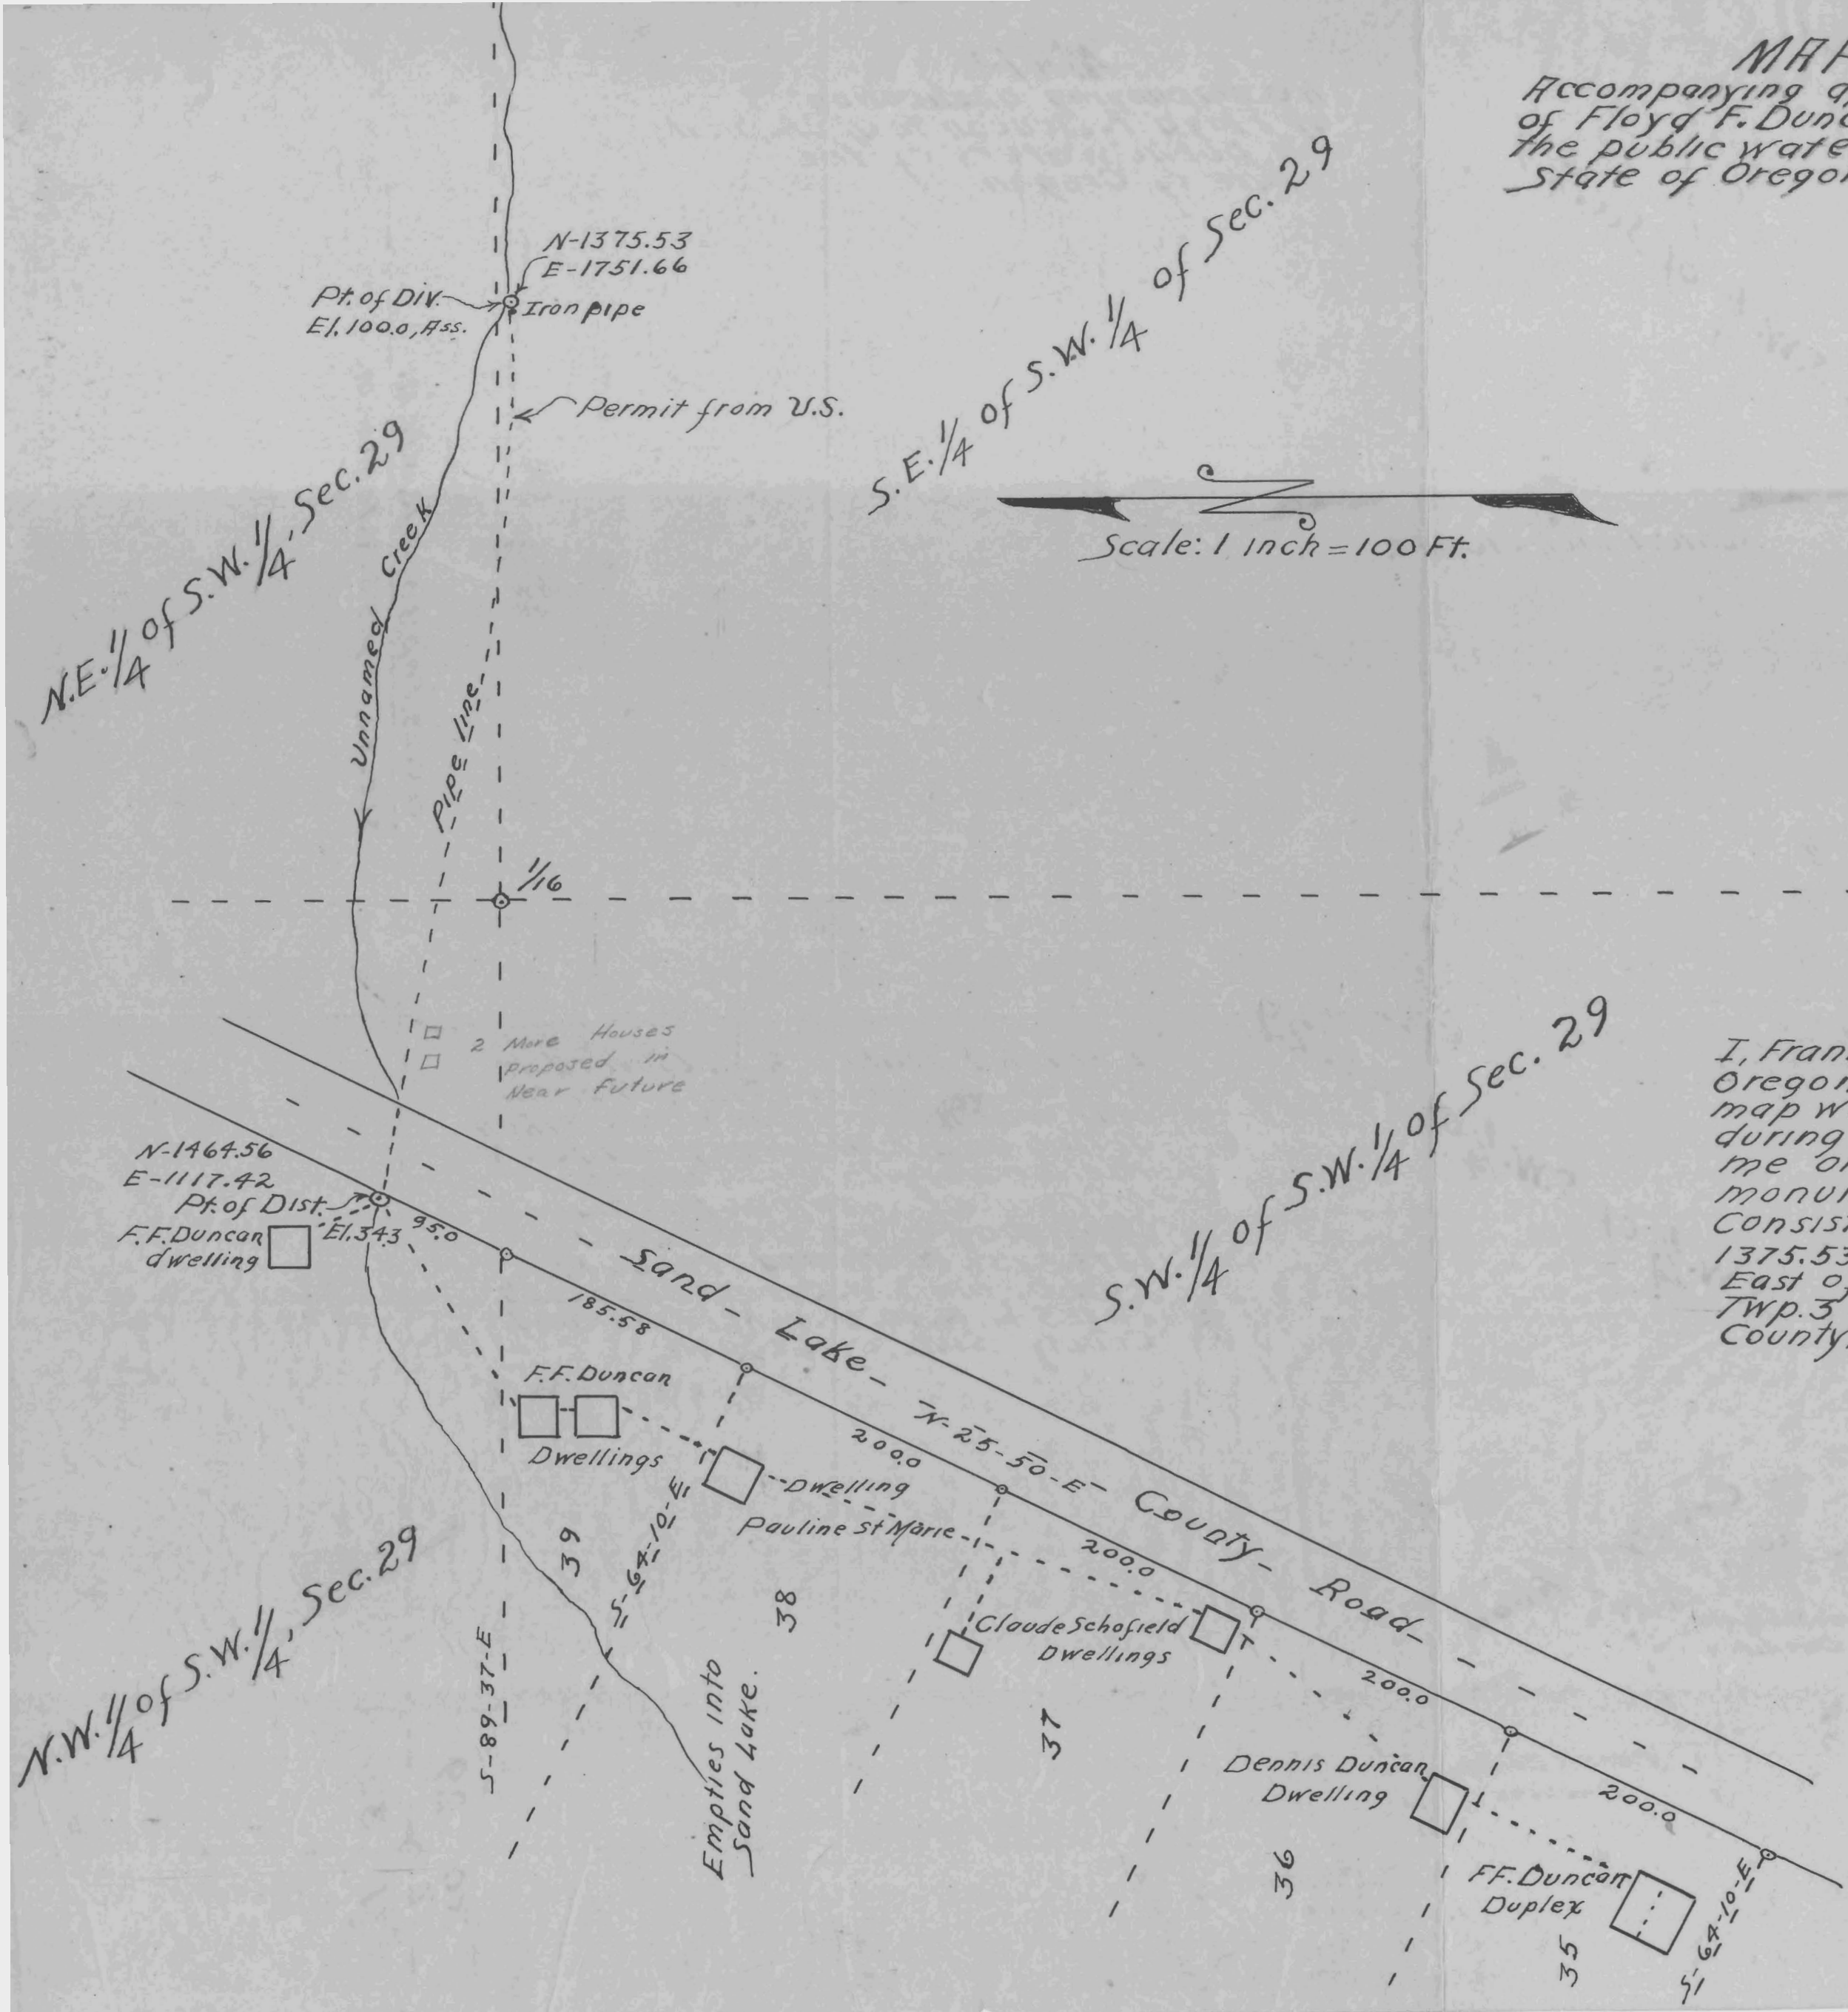 MAP
Accompanying a
of Floyd F. Dunc
the public wate
State of Oregon
N-1375.53
E-1751.66
Pt. of Div.
El. 100.0, Ass.
Iron pipe
Permit from U.S.
S.E. 1/4 of S.W. 1/4 of Sec. 29
N.E. 1/4 of S.W. 1/4, Sec. 29
Scale: 1 inch = 100 Ft.
Unnamed Creek
Pipe Line
1/16
2 More Houses
proposed in
Near Future
S.W. 1/4 of S.W. 1/4 of Sec. 29
I, Fran
Oregon
map w
during
me o
monu
Consist
1375.53
East o
Twp. 3
County
N-1464.56
E-1117.42
Pt. of Dist.
El. 34.3
F.F. Duncan
dwelling
95.0
185.58
Sand Lake County Road
N-25-50-E
200.0
200.0
200.0
200.0
F.F. Duncan
Dwellings
Dwelling
Pauline St Marie
Claude Schofield
Dwellings
Dennis Duncan
Dwelling
F.F. Duncan
Duplex
N.W. 1/4 of S.W. 1/4, Sec. 29
S-89-37-E
39
S-64-10-E
38
Empties into
Sand Lake.
37
36
35
S-64-10-E